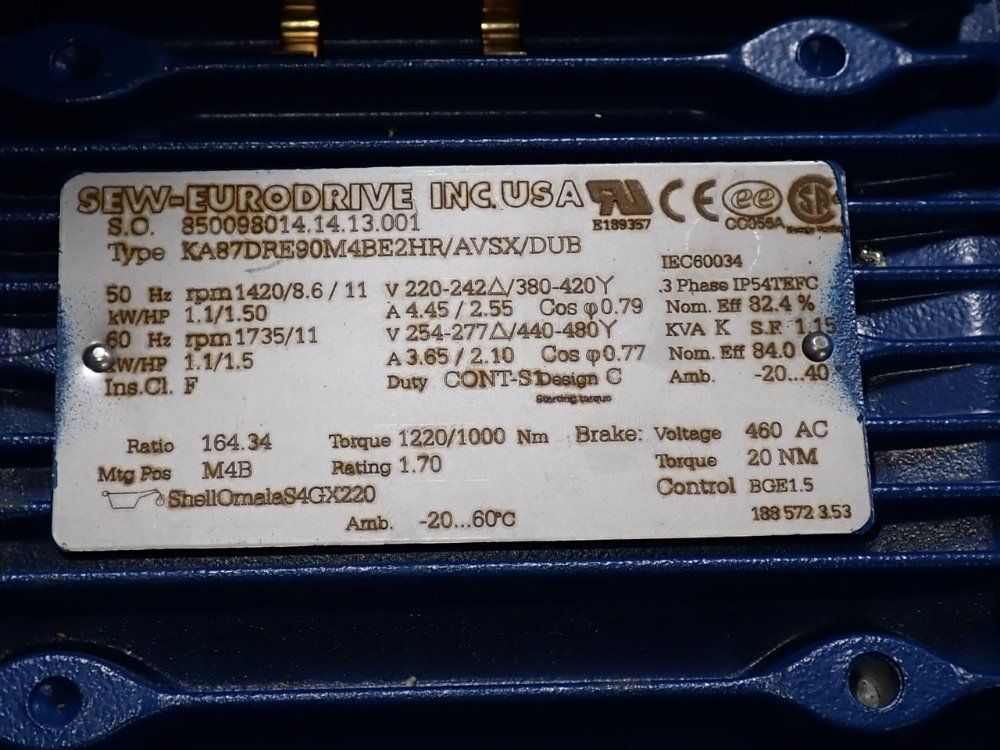 SEW-EURODRIVE INC. USA
E189357 CC056A
S.O. 850098014.14.13.001
Type KA87DRE90M4BE2HR/AVSX/DUB
IEC60034
50 Hz rpm 1420/8.6 / 11 V 220-242△/380-420Y 3 Phase IP54TEFC
kW/HP 1.1/1.50 A 4.45 / 2.55 Cos φ 0.79 Nom. Eff 82.4 %
60 Hz rpm 1735/11 V 254-277△/440-480Y KVA K S.F. 1.15
kW/HP 1.1/1.5 A 3.65 / 2.10 Cos φ 0.77 Nom. Eff 84.0
Ins.Cl. F Duty CONT-S1 Design C Amb. -20...40
Starting torque
Ratio 164.34 Torque 1220/1000 Nm Brake: Voltage 460 AC
Mtg Pos M4B Rating 1.70 Torque 20 NM
ShellOmalaS4GX220 Control BGE1.5
Amb. -20...60°C 188 572 3.53